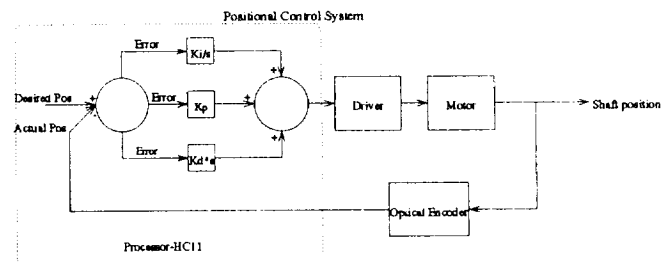 Positional Control System
Error
Ki/s
+
+
Desired Pos
+
Error
Kp
+
Driver
Motor
Shaft position
-
Actual Pos
Error
Kd*s
+
Optical Encoder
Processor-HC11